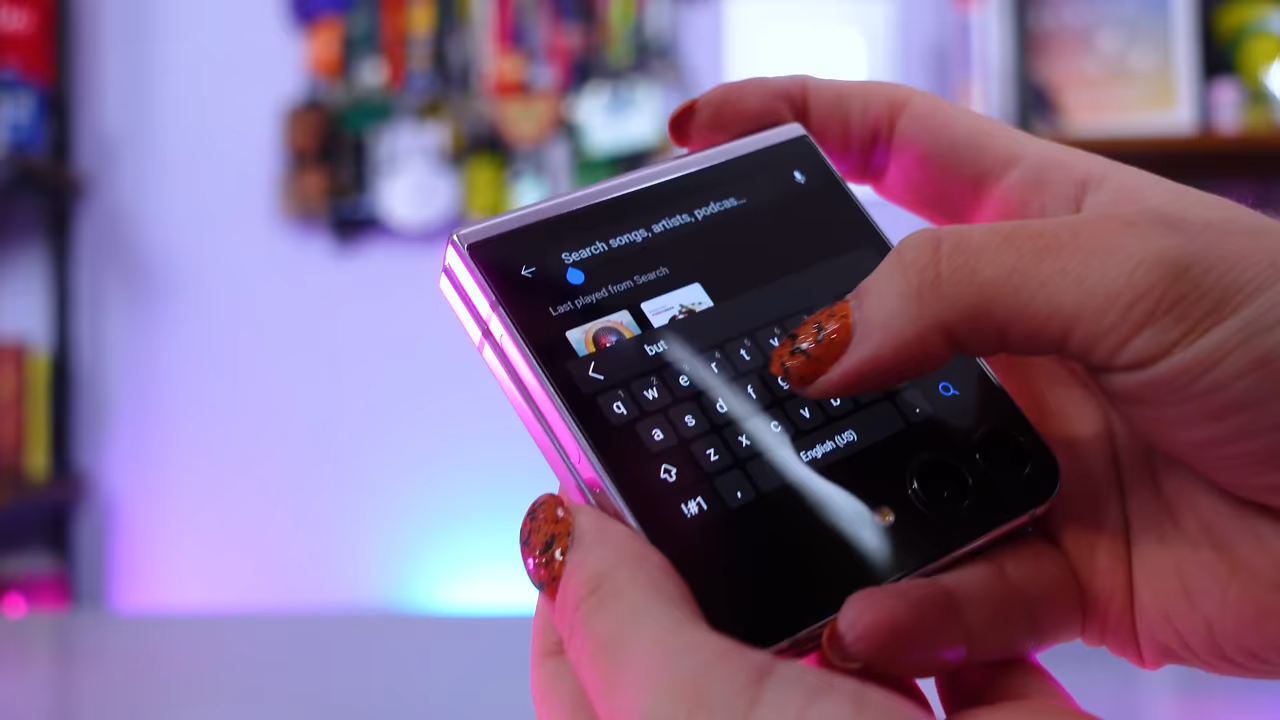 Search songs, artists, podcas...
Last played from Search
but
q w e r t
a s d f g
z x c v b
!#1 , English (US) .